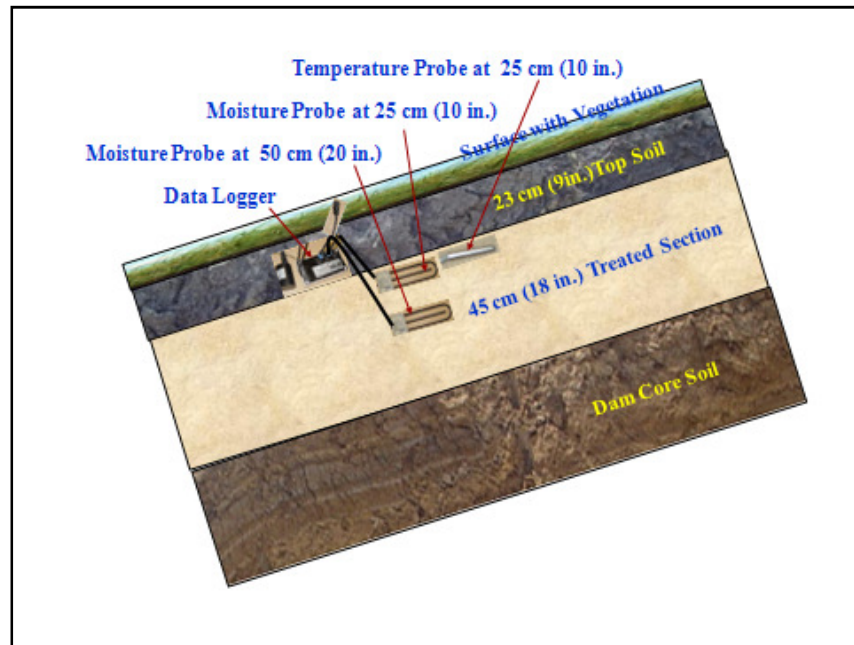 Temperature Probe at 25 cm (10 in.)
Moisture Probe at 25 cm (10 in.)
Moisture Probe at 50 cm (20 in.)
Data Logger
Surface with Vegetation
23 cm (9in.)Top Soil
45 cm (18 in.) Treated Section
Dam Core Soil